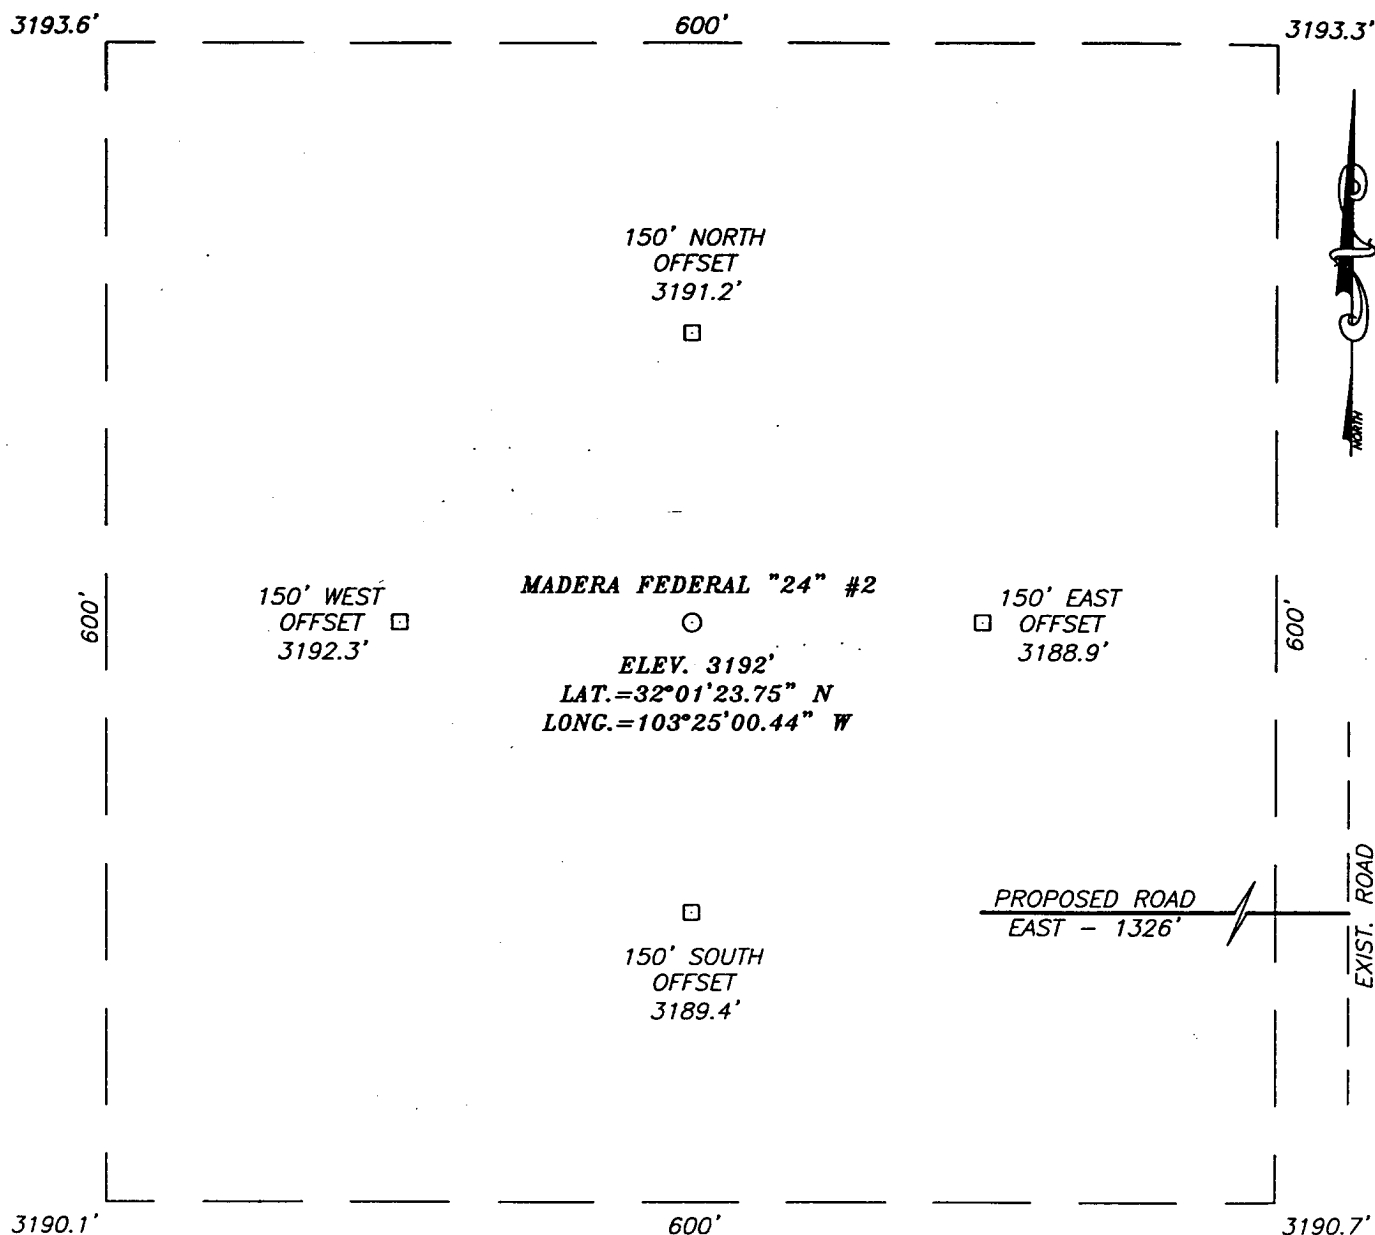 3193.6'
600'
3193.3'
NORTH
150' NORTH
OFFSET
3191.2'
600'
150' WEST
OFFSET
3192.3'
MADERA FEDERAL "24" #2
ELEV. 3192'
LAT.=32°01'23.75" N
LONG.=103°25'00.44" W
150' EAST
OFFSET
3188.9'
600'
PROPOSED ROAD
EAST - 1326'
EXIST. ROAD
150' SOUTH
OFFSET
3189.4'
3190.1'
600'
3190.7'